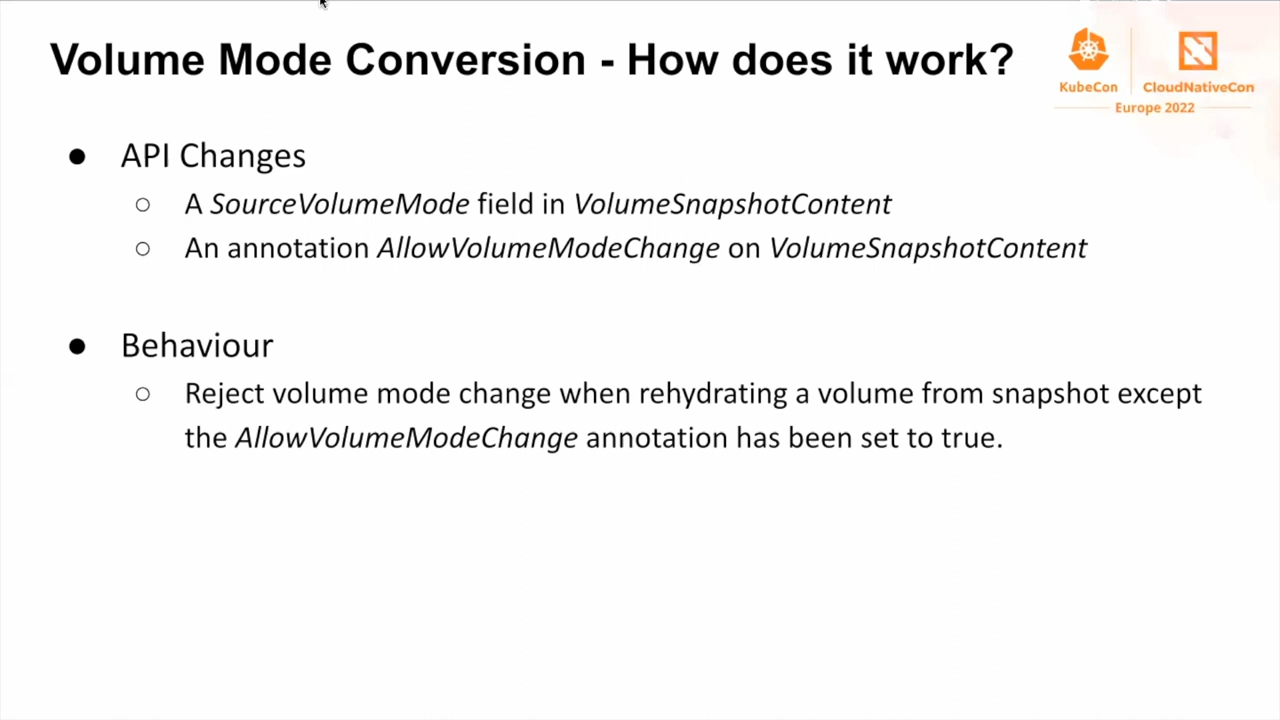 Volume Mode Conversion - How does it work?
KubeCon
CloudNativeCon
Europe 2022
● API Changes
○ A SourceVolumeMode field in VolumeSnapshotContent
○ An annotation AllowVolumeModeChange on VolumeSnapshotContent
● Behaviour
○ Reject volume mode change when rehydrating a volume from snapshot except
the AllowVolumeModeChange annotation has been set to true.